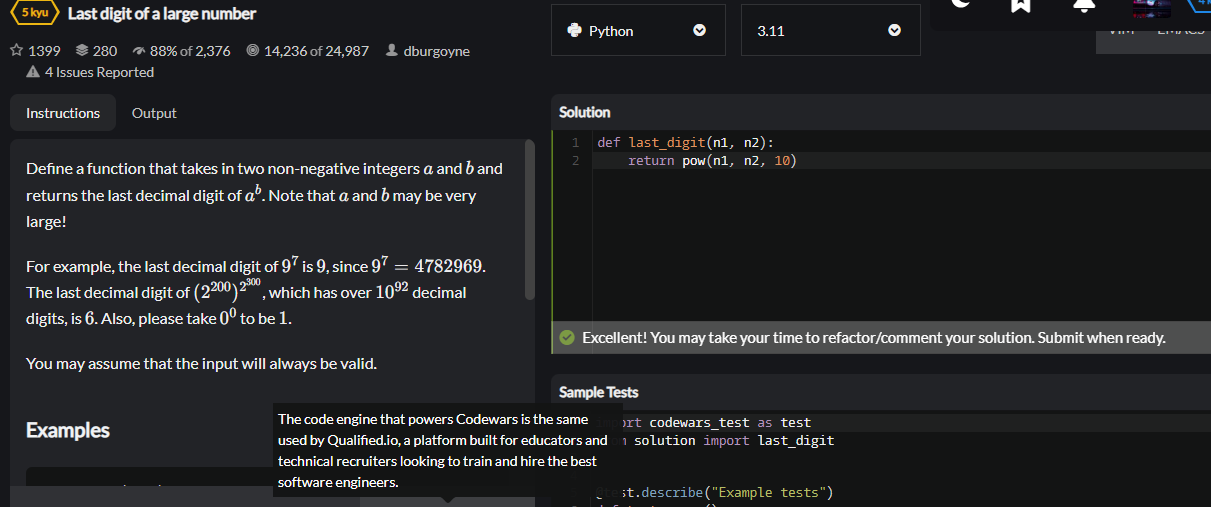 5 kyu Last digit of a large number
1399 280 88% of 2,376 14,236 of 24,987 dburgoyne
4 Issues Reported
Instructions Output
Define a function that takes in two non-negative integers a and b and
returns the last decimal digit of a^b. Note that a and b may be very
large!
For example, the last decimal digit of 9^7 is 9, since 9^7 = 4782969.
The last decimal digit of (2^200)^2^300, which has over 10^92 decimal
digits, is 6. Also, please take 0^0 to be 1.
You may assume that the input will always be valid.
Examples
The code engine that powers Codewars is the same
used by Qualified.io, a platform built for educators and
technical recruiters looking to train and hire the best
software engineers.
Python 3.11
VIM EMACS
Solution
1 def last_digit(n1, n2):
2 return pow(n1, n2, 10)
Excellent! You may take your time to refactor/comment your solution. Submit when ready.
Sample Tests
codewars_test as test
solution import last_digit
test.describe("Example tests")